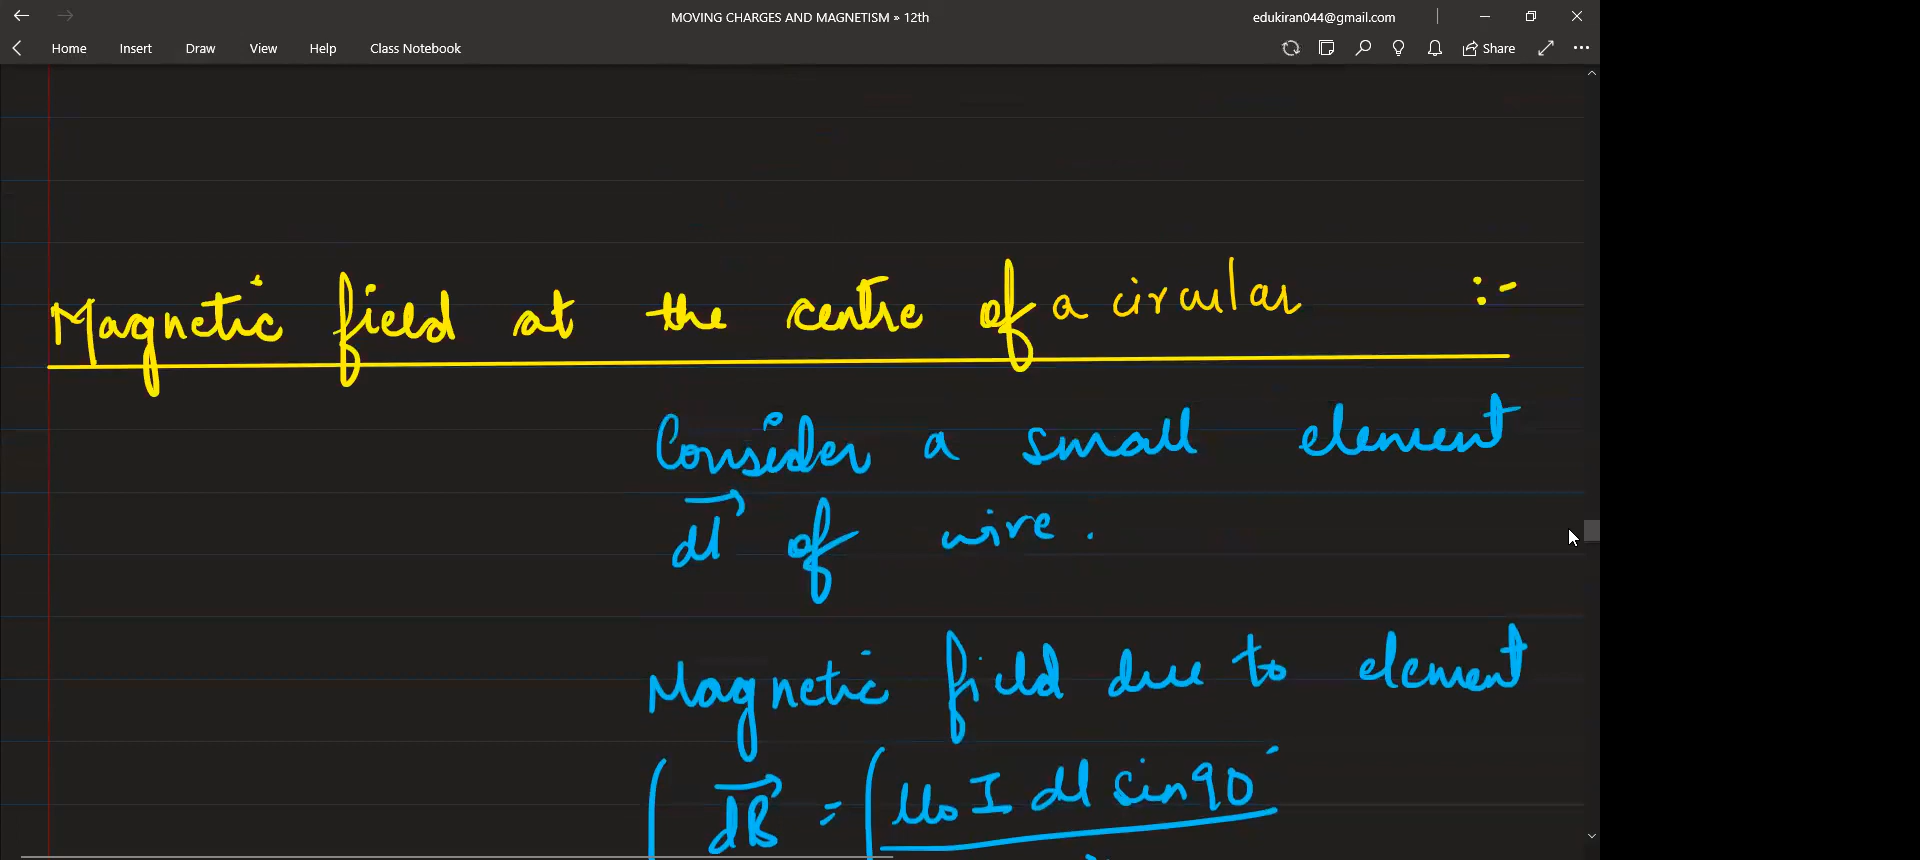 MOVING CHARGES AND MAGNETISM » 12th
edukiran044@gmail.com
Home Insert Draw View Help Class Notebook
Share
Magnetic field at the centre of a circular :-
Consider a small element
dl of wire.
Magnetic field due to element
dB = μ0 I dl sin90°